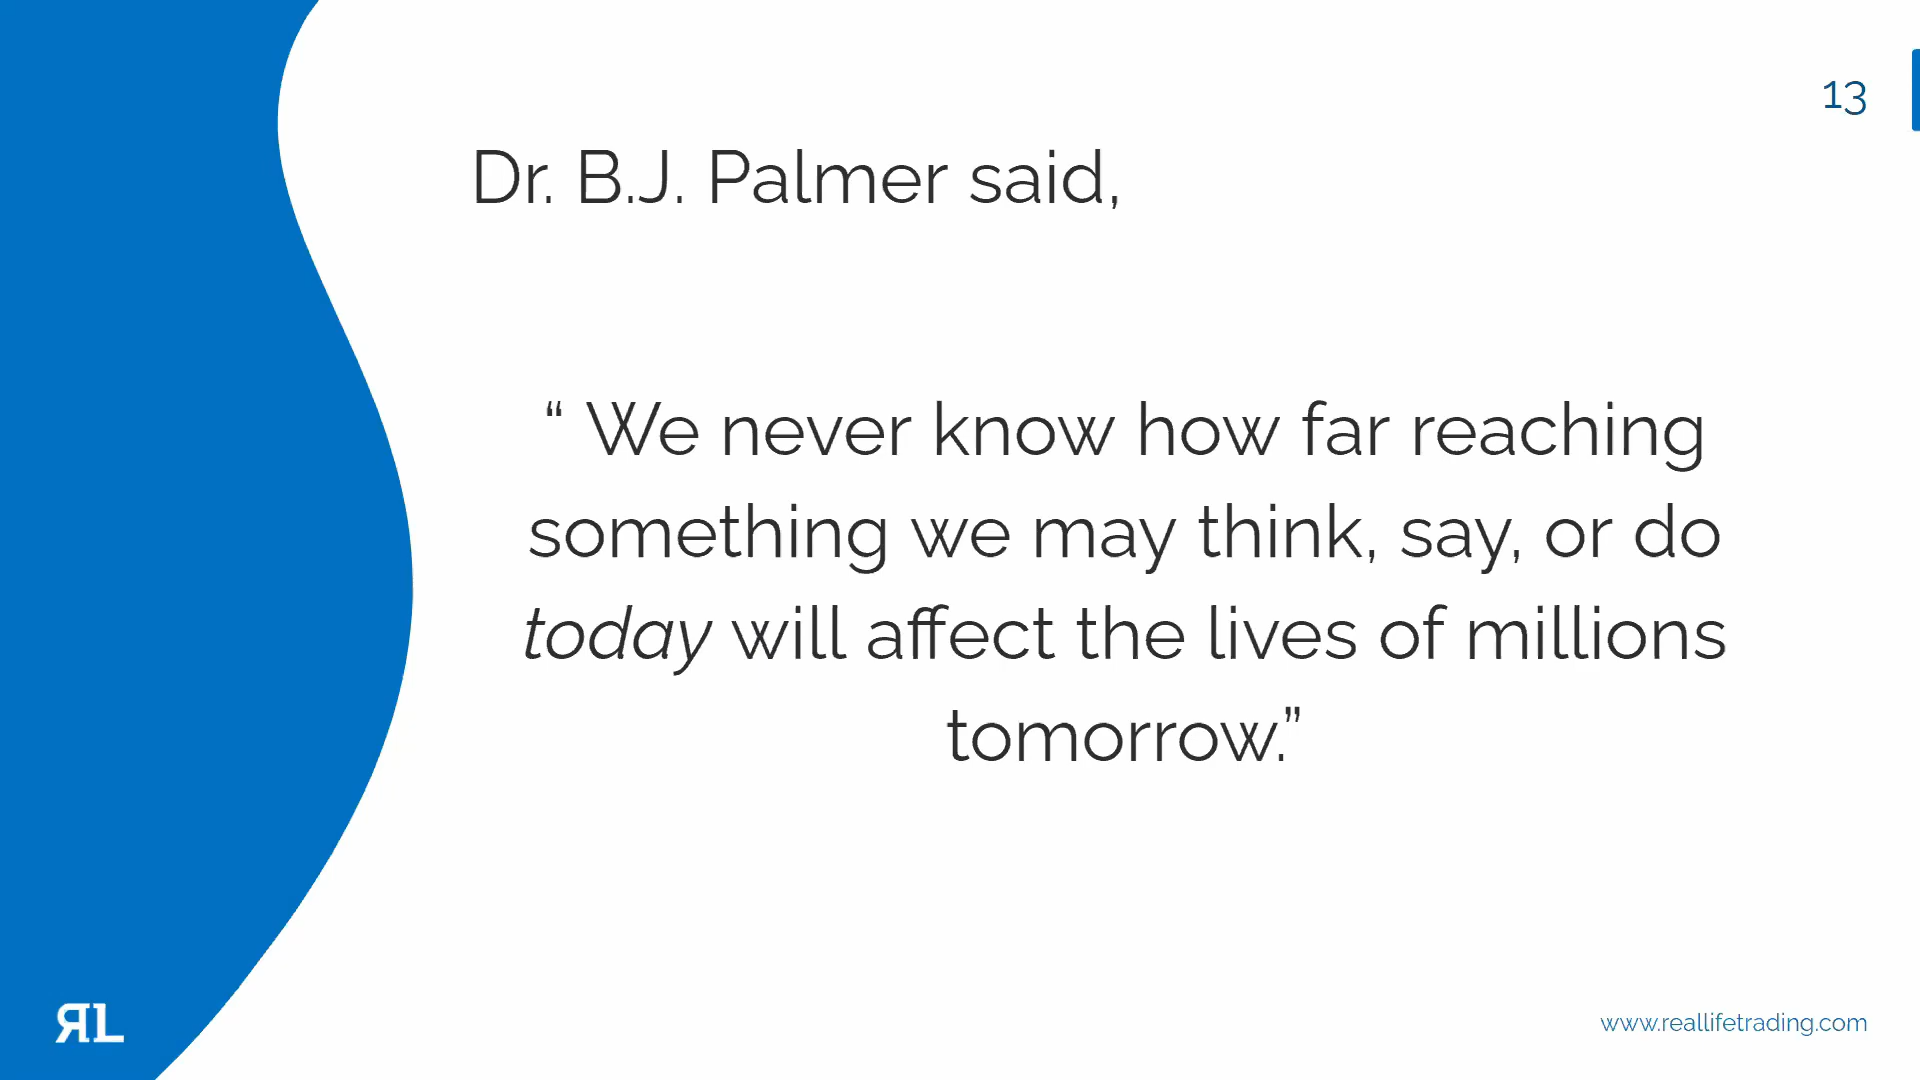 13
Dr. B.J. Palmer said,
“ We never know how far reaching
something we may think, say, or do
today will affect the lives of millions
tomorrow.”
ЯL
www.reallifetrading.com